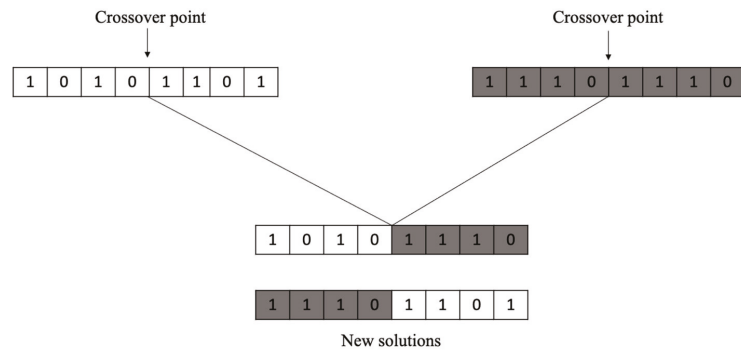 Crossover point
Crossover point
1 0 1 0 1 1 0 1
1 1 1 0 1 1 1 0
1 0 1 0 1 1 1 0
1 1 1 0 1 1 0 1
New solutions